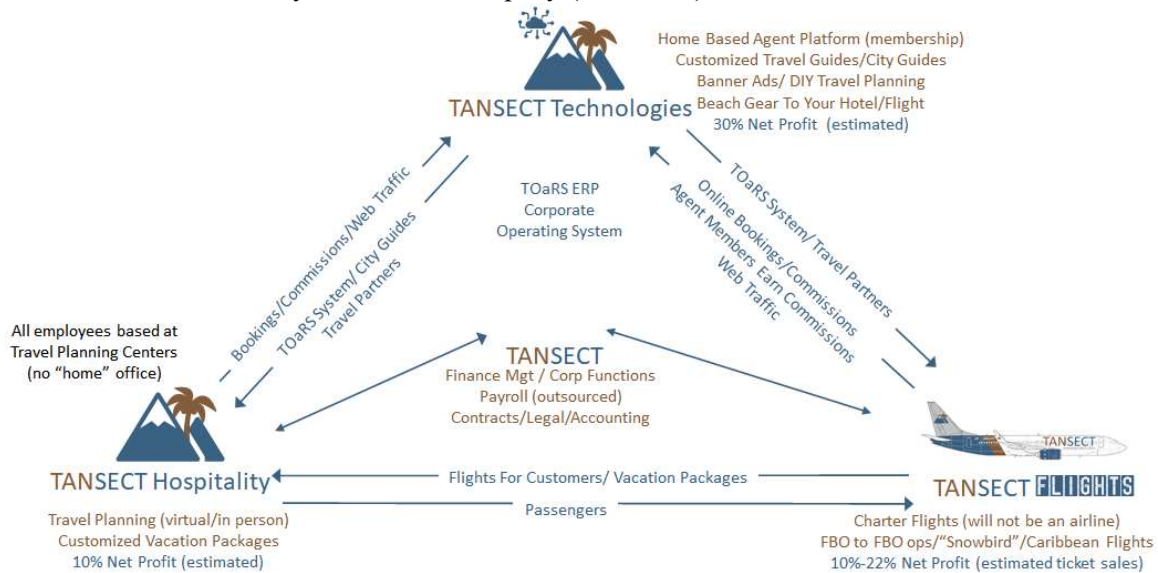 Home Based Agent Platform (membership)
Customized Travel Guides/City Guides
Banner Ads/ DIY Travel Planning
Beach Gear To Your Hotel/Flight
30% Net Profit (estimated)
TANSECT Technologies
TOaRS ERP
Corporate
Operating System
Bookings/Commissions/Web Traffic
TOaRS System/ City Guides
Travel Partners
TOaRS System/ Travel Partners
Online Bookings/Commissions
Agent Members Earn Commissions
Web Traffic
All employees based at
Travel Planning Centers
(no “home” office)
TANSECT
Finance Mgt / Corp Functions
Payroll (outsourced)
Contracts/Legal/Accounting
TANSECT Hospitality
Travel Planning (virtual/in person)
Customized Vacation Packages
10% Net Profit (estimated)
Flights For Customers/ Vacation Packages
Passengers
TANSECT
TANSECT FLIGHTS
Charter Flights (will not be an airline)
FBO to FBO ops/“Snowbird”/Caribbean Flights
10%-22% Net Profit (estimated ticket sales)